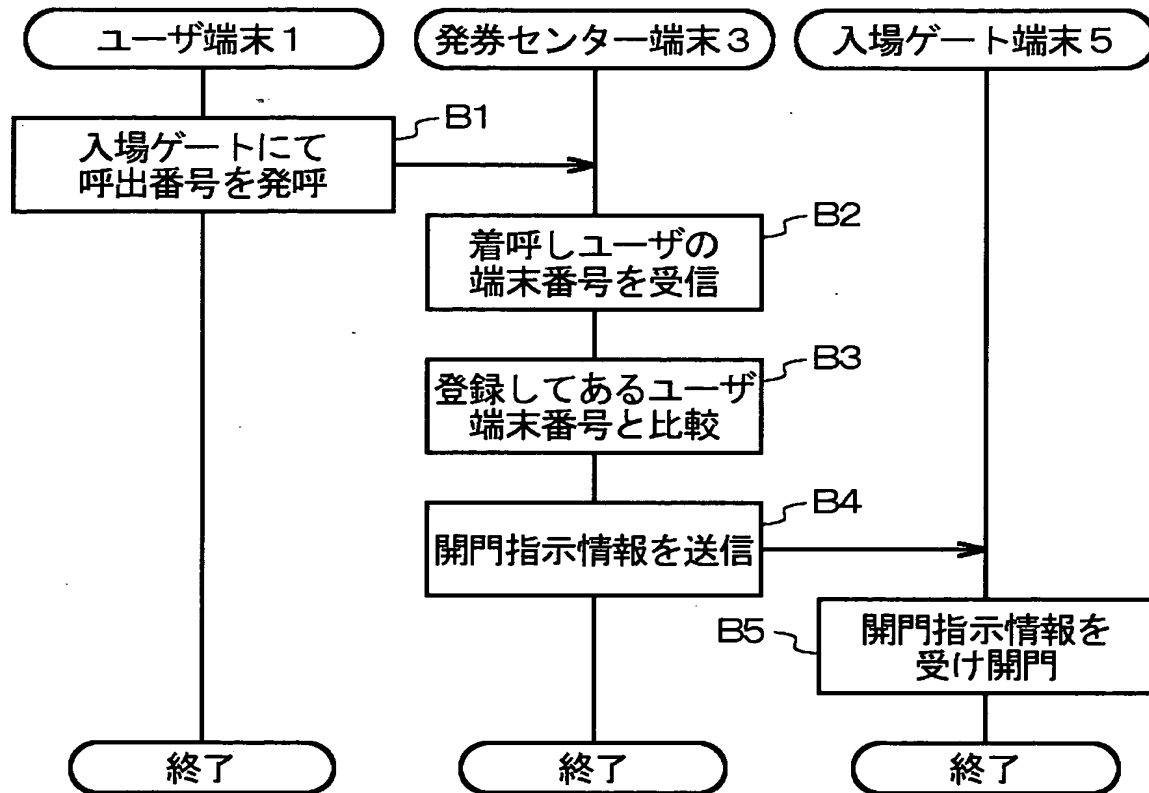 ユーザ端末1
発券センター端末3
入場ゲート端末5
B1
入場ゲートにて
呼出番号を発呼
B2
着呼しユーザの
端末番号を受信
B3
登録してあるユーザ
端末番号と比較
B4
開門指示情報を送信
B5
開門指示情報を
受け開門
終了
終了
終了